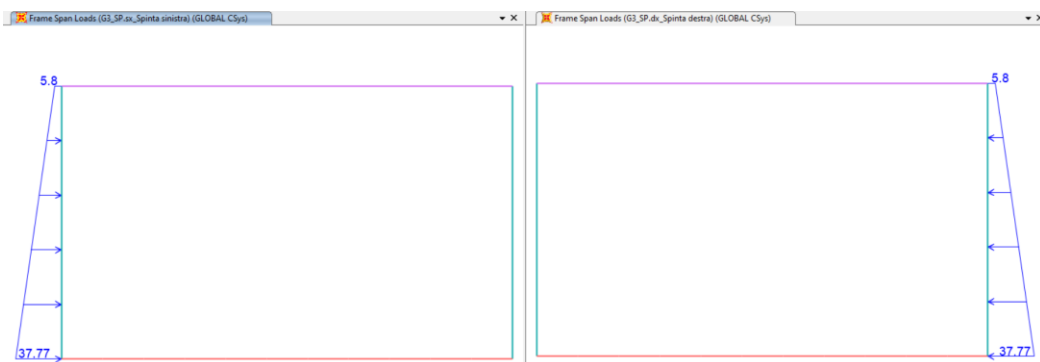 Frame Span Loads (G3_SP.sx_Spinta sinistra) (GLOBAL CSys)
5.8
37.77
Frame Span Loads (G3_SP.dx_Spinta destra) (GLOBAL CSys)
5.8
37.77